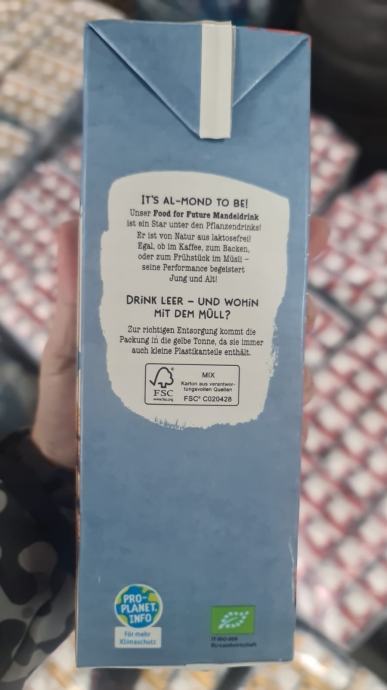 IT'S AL-MOND TO BE!
Unser Food for Future Mandeldrink
ist ein Star unter den Pflanzendrinks!
Er ist von Natur aus laktosefrei!
Egal, ob im Kaffee, zum Backen,
oder zum Frühstück im Müsli –
seine Performance begeistert
Jung und Alt!
DRINK LEER – UND WOHIN
MIT DEM MÜLL?
Zur richtigen Entsorgung kommt die
Packung in die gelbe Tonne, da sie immer
auch kleine Plastikanteile enthält.
FSC
www.fsc.org
MIX
Karton aus verantwor-
tungsvollen Quellen
FSC® C020428
PRO-
PLANET.
INFO
Für mehr
Klimaschutz